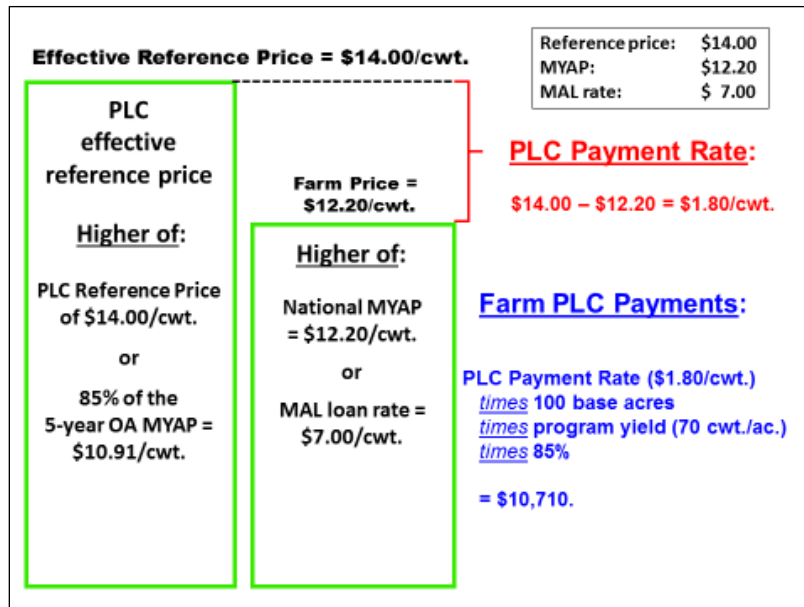 Effective Reference Price = $14.00/cwt.
Reference price: $14.00
MYAP: $12.20
MAL rate: $ 7.00
PLC
effective
reference price
Higher of:
PLC Reference Price
of $14.00/cwt.
or
85% of the
5-year OA MYAP =
$10.91/cwt.
Farm Price =
$12.20/cwt.
Higher of:
National MYAP
= $12.20/cwt.
or
MAL loan rate =
$7.00/cwt.
PLC Payment Rate:
$14.00 – $12.20 = $1.80/cwt.
Farm PLC Payments:
PLC Payment Rate ($1.80/cwt.)
times 100 base acres
times program yield (70 cwt./ac.)
times 85%
= $10,710.